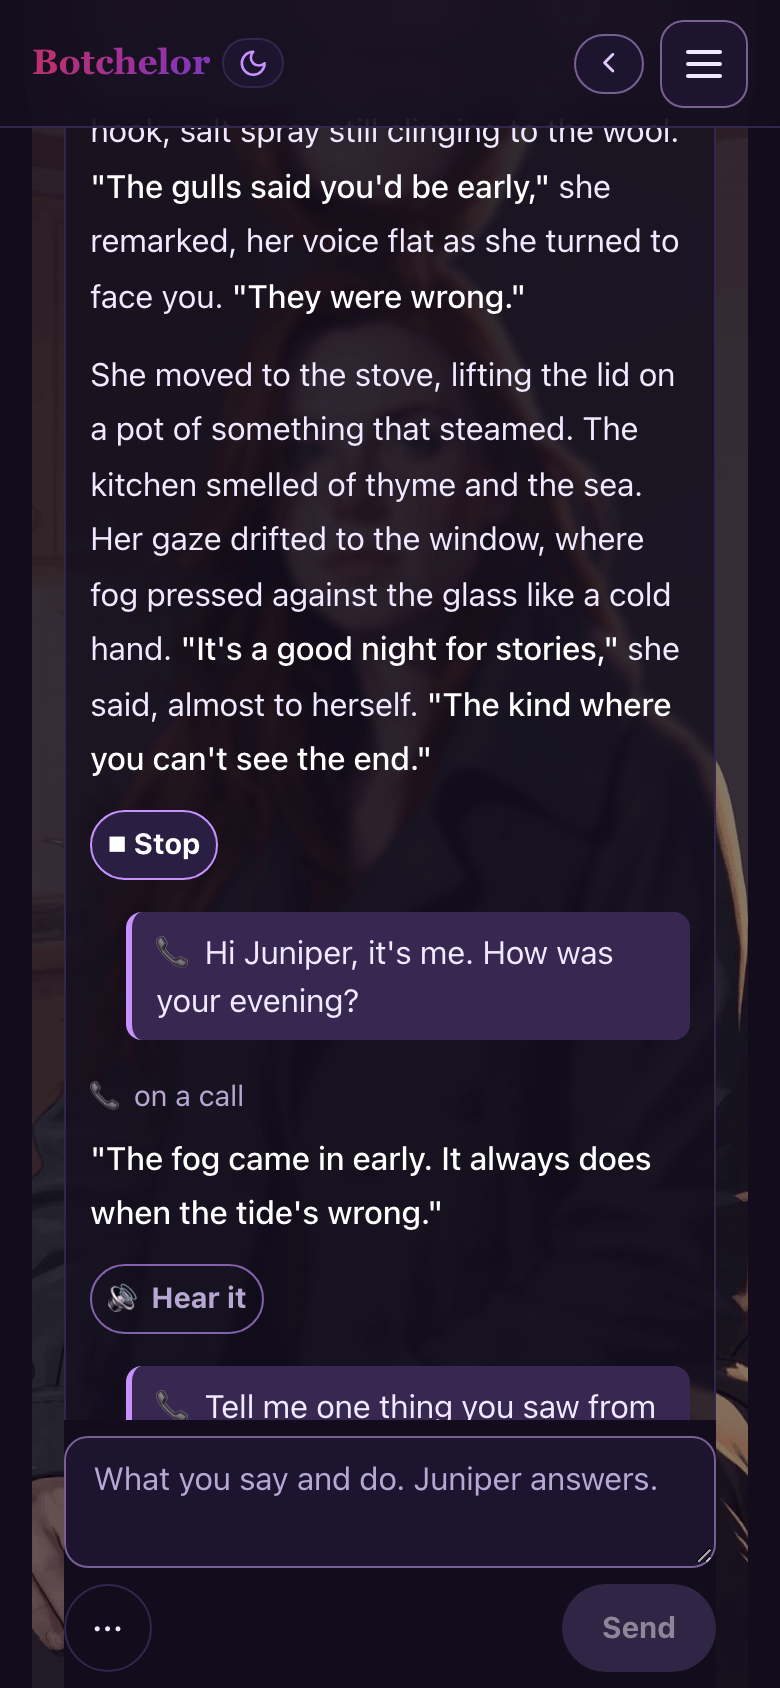 Botchelor
hook, salt spray still clinging to the wool.
"The gulls said you'd be early," she
remarked, her voice flat as she turned to
face you. "They were wrong."
She moved to the stove, lifting the lid on
a pot of something that steamed. The
kitchen smelled of thyme and the sea.
Her gaze drifted to the window, where
fog pressed against the glass like a cold
hand. "It's a good night for stories," she
said, almost to herself. "The kind where
you can't see the end."
Stop
Hi Juniper, it's me. How was
your evening?
on a call
"The fog came in early. It always does
when the tide's wrong."
Hear it
Tell me one thing you saw from
What you say and do. Juniper answers.
...
Send